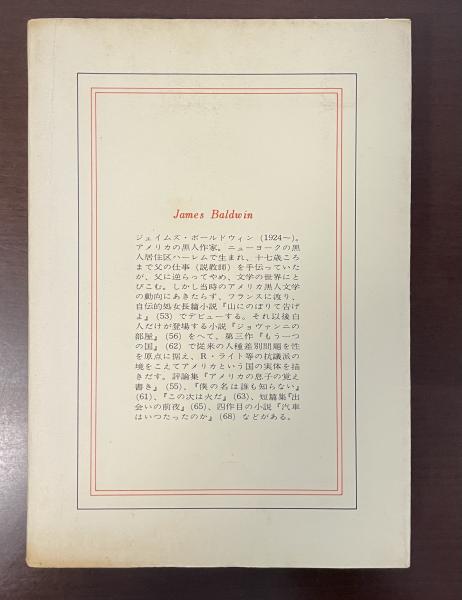 James Baldwin
ジェイムズ・ボールドウィン (1924〜)。
アメリカの黒人作家。ニューヨークの黒
人居住区ハーレムで生まれ、十七歳ころ
まで父の仕事（説教師）を手伝っていた
が、父に逆らってやめ、文学の世界にと
びこむ。しかし当時のアメリカ黒人文学
の動向にあきたらず、フランスに渡り、
自伝的処女長篇小説『山にのぼりて告げ
よ』(53) でデビューする。それ以後白
人だけが登場する小説『ジョヴァンニの
部屋』(56) をへて、第三作『もう一つ
の国』(62) で従来の人種差別問題を性
を原点に据え、R・ライト等の抗議派の
境をこえてアメリカという国の実体を描
きだす。評論集『アメリカの息子の覚え
書き』(55)、『僕の名は誰も知らない』
(61)、『この次は火だ』(63)、短篇集『出
会いの前夜』(65)、四作目の小説『汽車
はいつたったのか』(68) などがある。